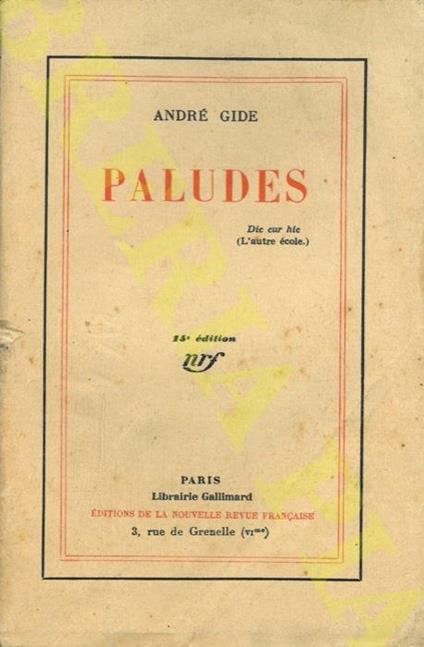 ANDRÉ GIDE
PALUDES
Dic cur hic
(L'autre école.)
15ᵉ édition
nrf
PARIS
Librairie Gallimard
ÉDITIONS DE LA NOUVELLE REVUE FRANÇAISE
3, rue de Grenelle (VIᵐᵉ)